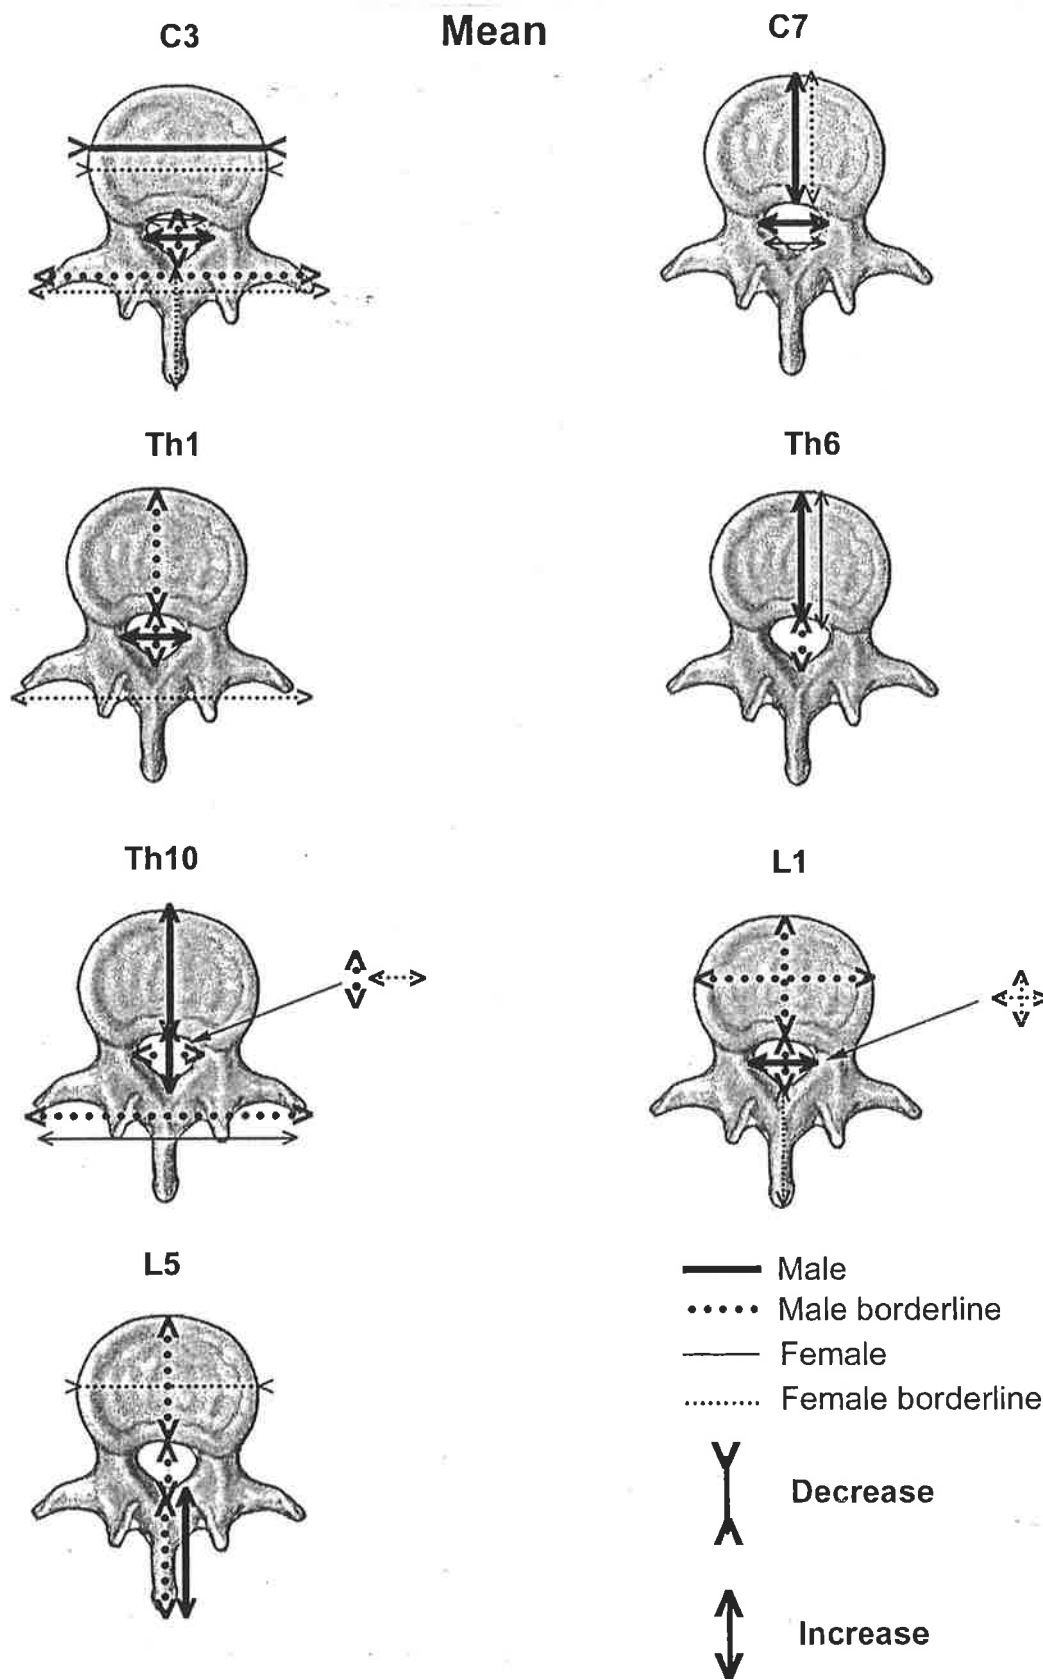 Mean
C3
C7
Th1
Th6
Th10
L1
L5
Male
Male borderline
Female
Female borderline
Decrease
Increase